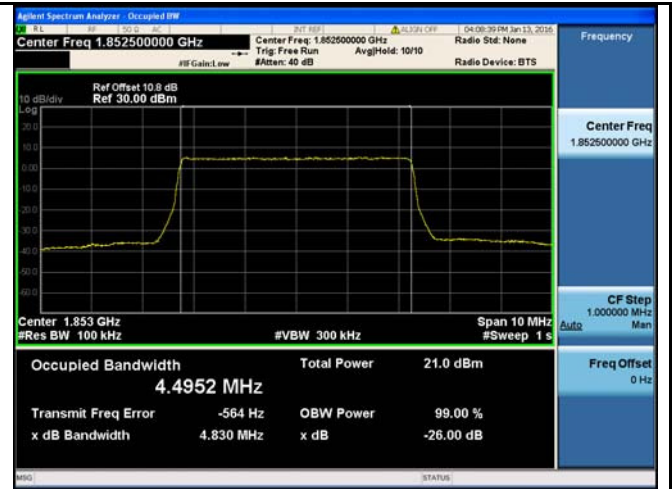 Agilent Spectrum Analyzer - Occupied BW
RL RF 50 Ω AC INT REF ALIGN OFF 04:08:39 PM Jan 13, 2016
Center Freq 1.852500000 GHz
Center Freq: 1.852500000 GHz
Radio Std: None
Trig: Free Run Avg|Hold: 10/10
#IFGain:Low #Atten: 40 dB Radio Device: BTS
Ref Offset 10.8 dB
10 dB/div Ref 30.00 dBm
Log
20.0
10.0
0.00
-10.0
-20.0
-30.0
-40.0
-50.0
-60.0
Center 1.853 GHz Span 10 MHz
#Res BW 100 kHz #VBW 300 kHz #Sweep 1 s
Occupied Bandwidth Total Power 21.0 dBm
4.4952 MHz
Transmit Freq Error -564 Hz OBW Power 99.00 %
x dB Bandwidth 4.830 MHz x dB -26.00 dB
MSG STATUS
Frequency
Center Freq
1.852500000 GHz
CF Step
1.000000 MHz
Auto Man
Freq Offset
0 Hz